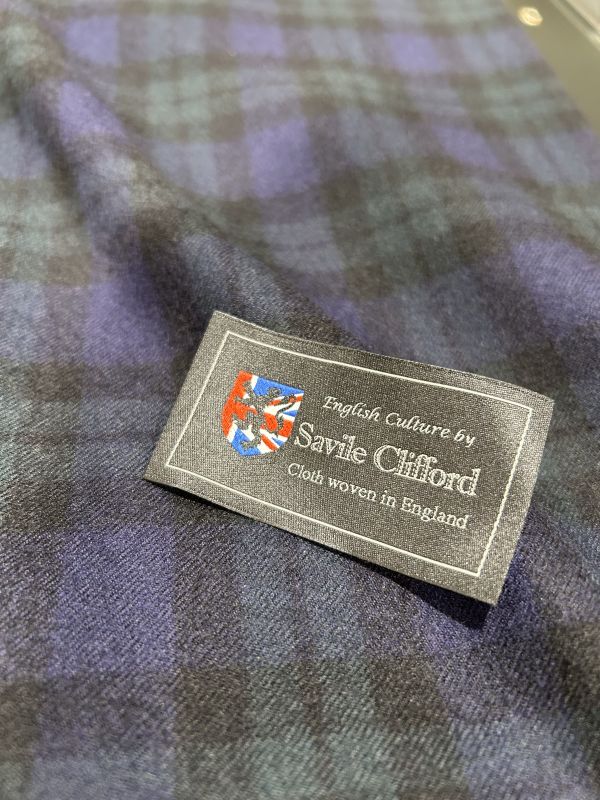 English Culture by
Savile Clifford
Cloth woven in England